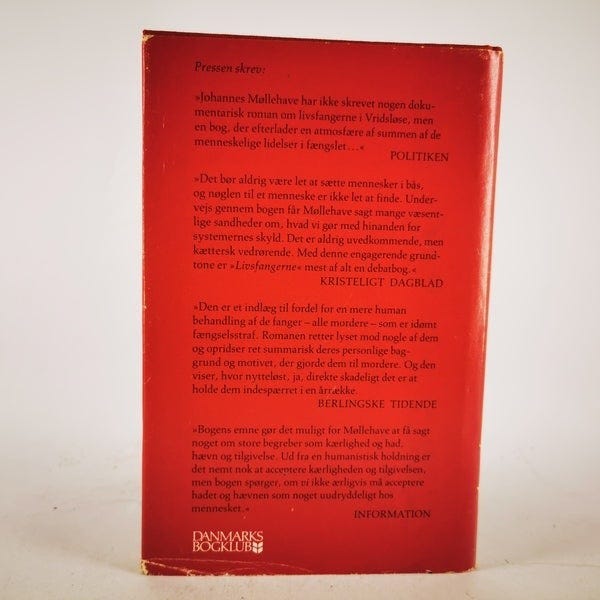 Pressen skrev:
»Johannes Møllehave har ikke skrevet nogen doku-
mentarisk roman om livsfangerne i Vridsløse, men
en bog, der efterlader en atmosfære af summen af de
menneskelige lidelser i fængslet...«
POLITIKEN
»Det bør aldrig være let at sætte mennesker i bås,
og nøglen til et menneske er ikke let at finde. Under-
vejs gennem bogen får Møllehave sagt mange væsent-
lige sandheder om, hvad vi gør med hinanden for
systemernes skyld. Det er aldrig uvedkommende, men
kættersk vedrørende. Med denne engagerende grund-
tone er »Livsfangerne« mest af alt en debatbog.«
KRISTELIGT DAGBLAD
»Den er et indlæg til fordel for en mere human
behandling af de fanger – alle mordere – som er idømt
fængselsstraf. Romanen retter lyset mod nogle af dem
og opridser ret summarisk deres personlige bag-
grund og motivet, der gjorde dem til mordere. Og den
viser, hvor nytteløst, ja, direkte skadeligt det er at
holde dem indespærret i en årrække.
BERLINGSKE TIDENDE
»Bogens emne gør det muligt for Møllehave at få sagt
noget om store begreber som kærlighed og had,
hævn og tilgivelse. Ud fra en humanistisk holdning er
det nemt nok at acceptere kærligheden og tilgivelsen,
men bogen spørger, om vi ikke ærligvis må acceptere
hadet og hævnen som noget uudryddeligt hos
mennesket.«
INFORMATION
DANMARKS
BOGKLUB